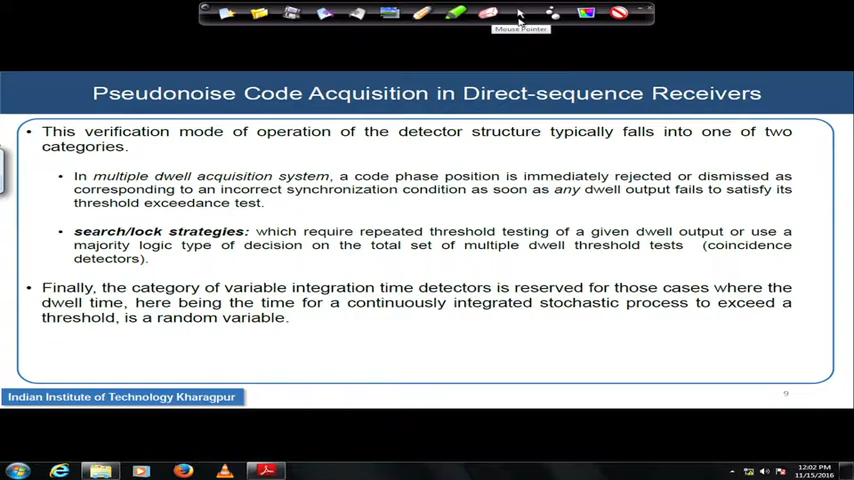 Mouse Pointer
Pseudonoise Code Acquisition in Direct-sequence Receivers
• This verification mode of operation of the detector structure typically falls into one of two
categories.
• In multiple dwell acquisition system, a code phase position is immediately rejected or dismissed as
corresponding to an incorrect synchronization condition as soon as any dwell output fails to satisfy its
threshold exceedance test.
• search/lock strategies: which require repeated threshold testing of a given dwell output or use a
majority logic type of decision on the total set of multiple dwell threshold tests (coincidence
detectors).
• Finally, the category of variable integration time detectors is reserved for those cases where the
dwell time, here being the time for a continuously integrated stochastic process to exceed a
threshold, is a random variable.
Indian Institute of Technology Kharagpur
9
12:02 PM
11/15/2016